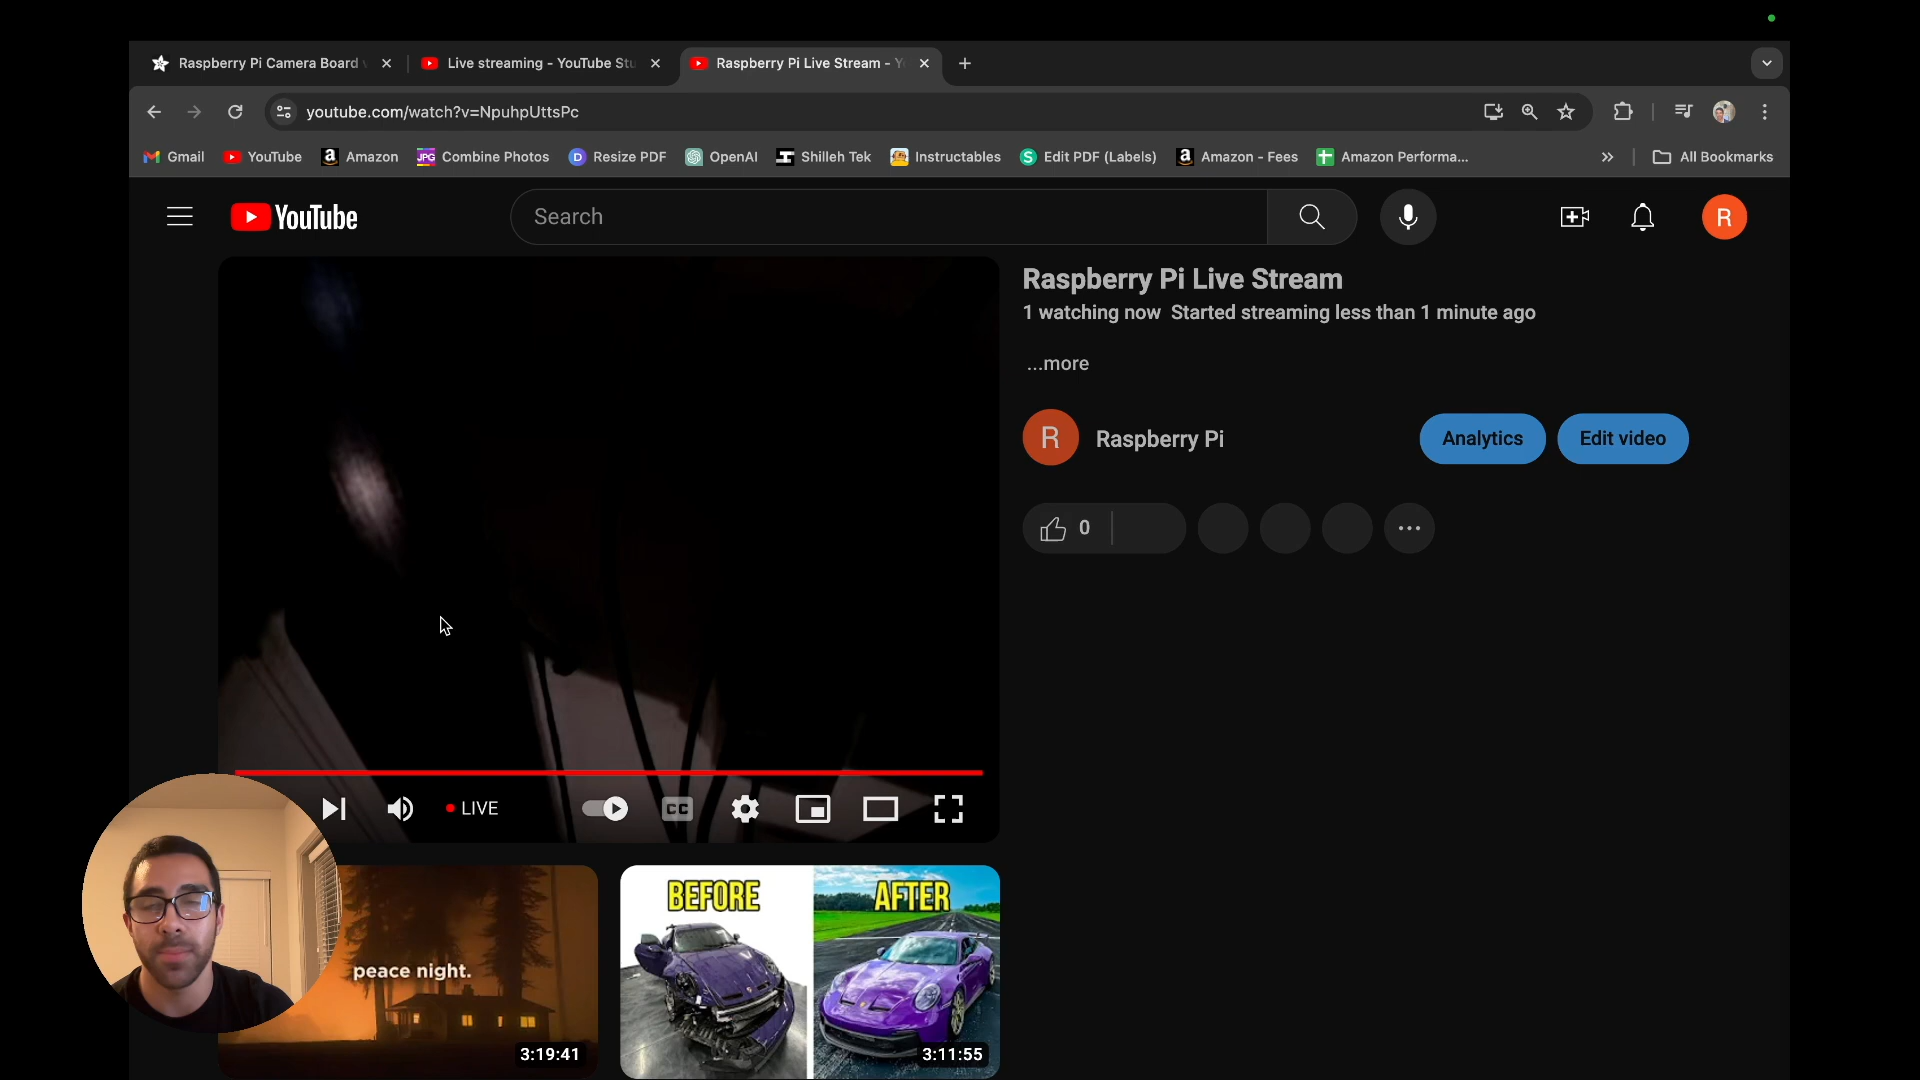 Raspberry Pi Camera Board
Live streaming - YouTube Stu
Raspberry Pi Live Stream - Y
youtube.com/watch?v=NpuhpUttsPc
Gmail
YouTube
Amazon
JPG
Combine Photos
D
Resize PDF
OpenAI
Shilleh Tek
Instructables
S
Edit PDF (Labels)
Amazon - Fees
Amazon Performa...
All Bookmarks
YouTube
Search
R
Raspberry Pi Live Stream
1 watching now Started streaming less than 1 minute ago
...more
R
Raspberry Pi
Analytics
Edit video
0
LIVE
CC
peace night.
3:19:41
BEFORE
AFTER
3:11:55